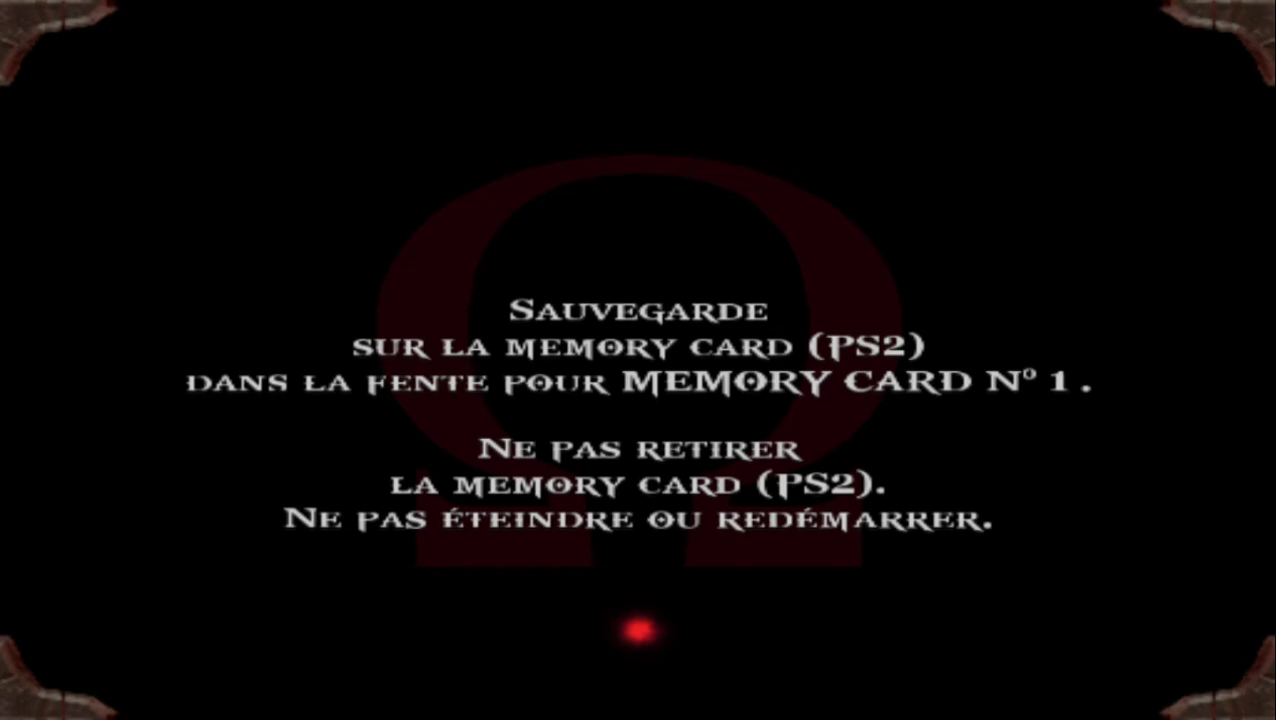 Sauvegarde
sur la memory card (PS2)
dans la fente pour MEMORY CARD Nº 1.
Ne pas retirer
la memory card (PS2).
Ne pas éteindre ou redémarrer.